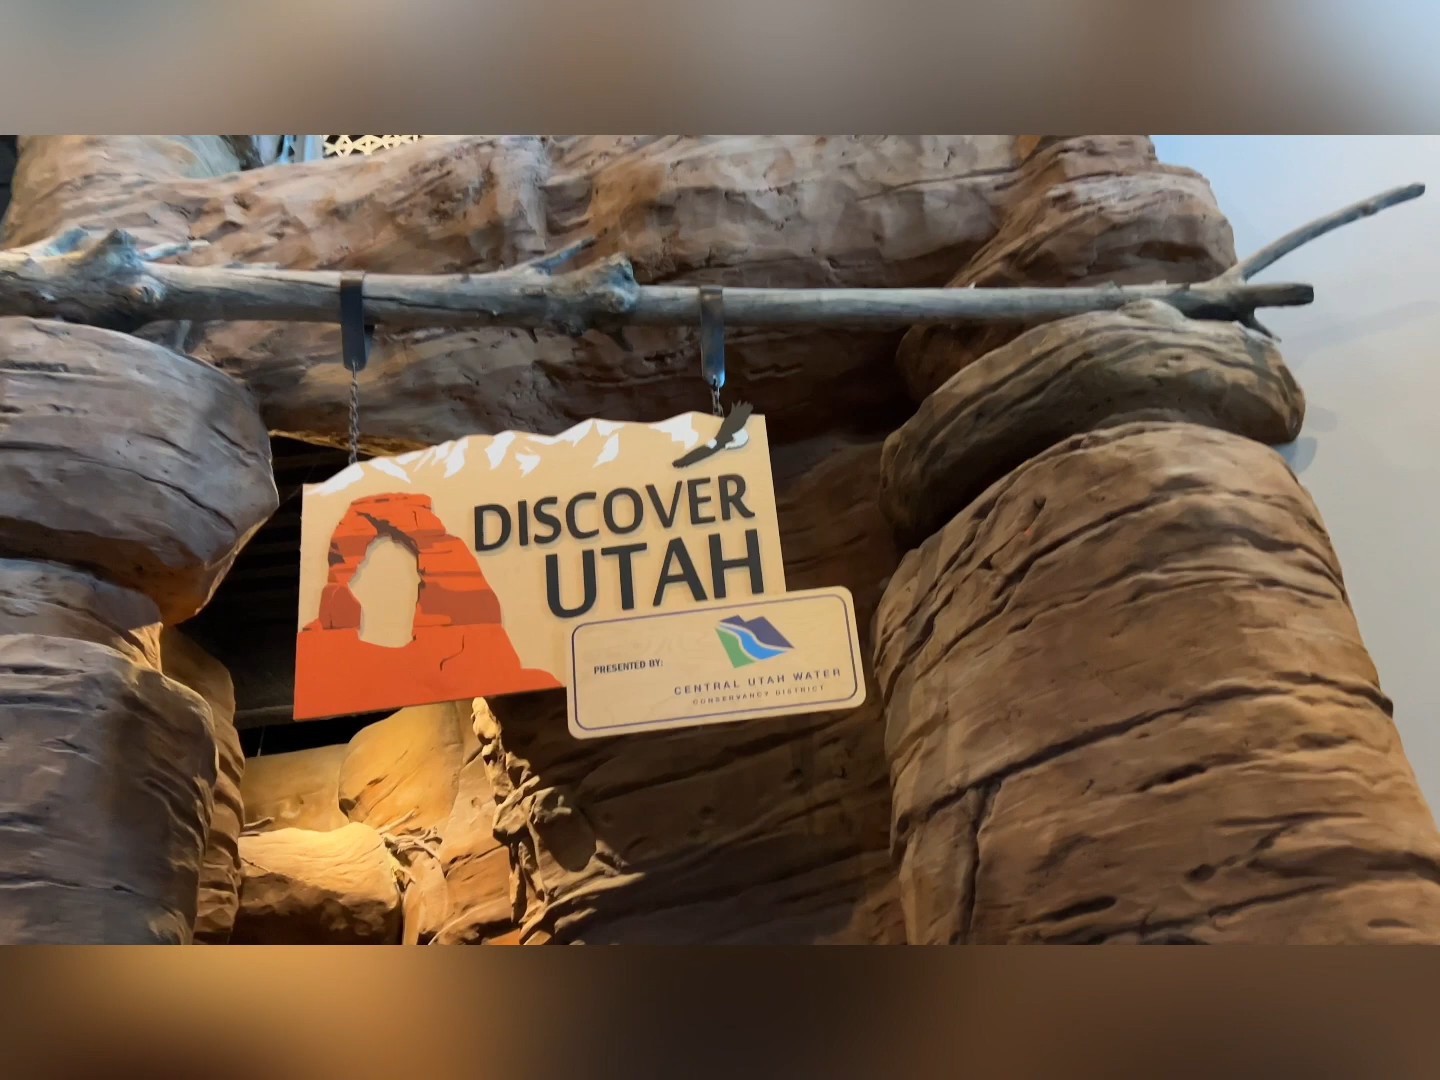 DISCOVER
UTAH
PRESENTED BY:
CENTRAL UTAH WATER
CONSERVANCY DISTRICT